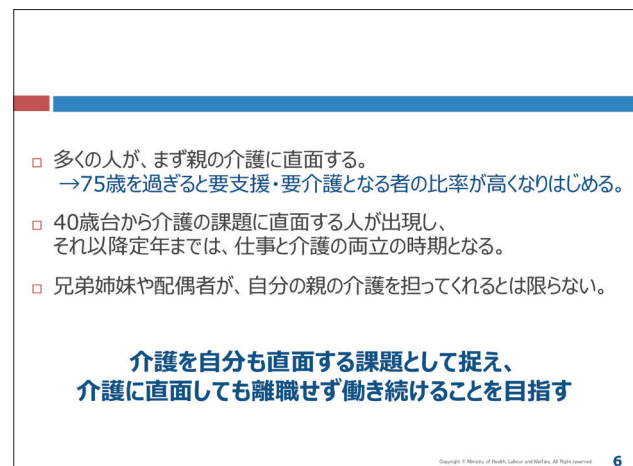 □ 多くの人が、まず親の介護に直面する。
→75歳を過ぎると要支援・要介護となる者の比率が高くなりはじめる。
□ 40歳台から介護の課題に直面する人が出現し、
それ以降定年までは、仕事と介護の両立の時期となる。
□ 兄弟姉妹や配偶者が、自分の親の介護を担ってくれるとは限らない。
介護を自分も直面する課題として捉え、
介護に直面しても離職せず働き続けることを目指す
Copyright © Ministry of Health, Labour and Welfare, All Right reserved.
6